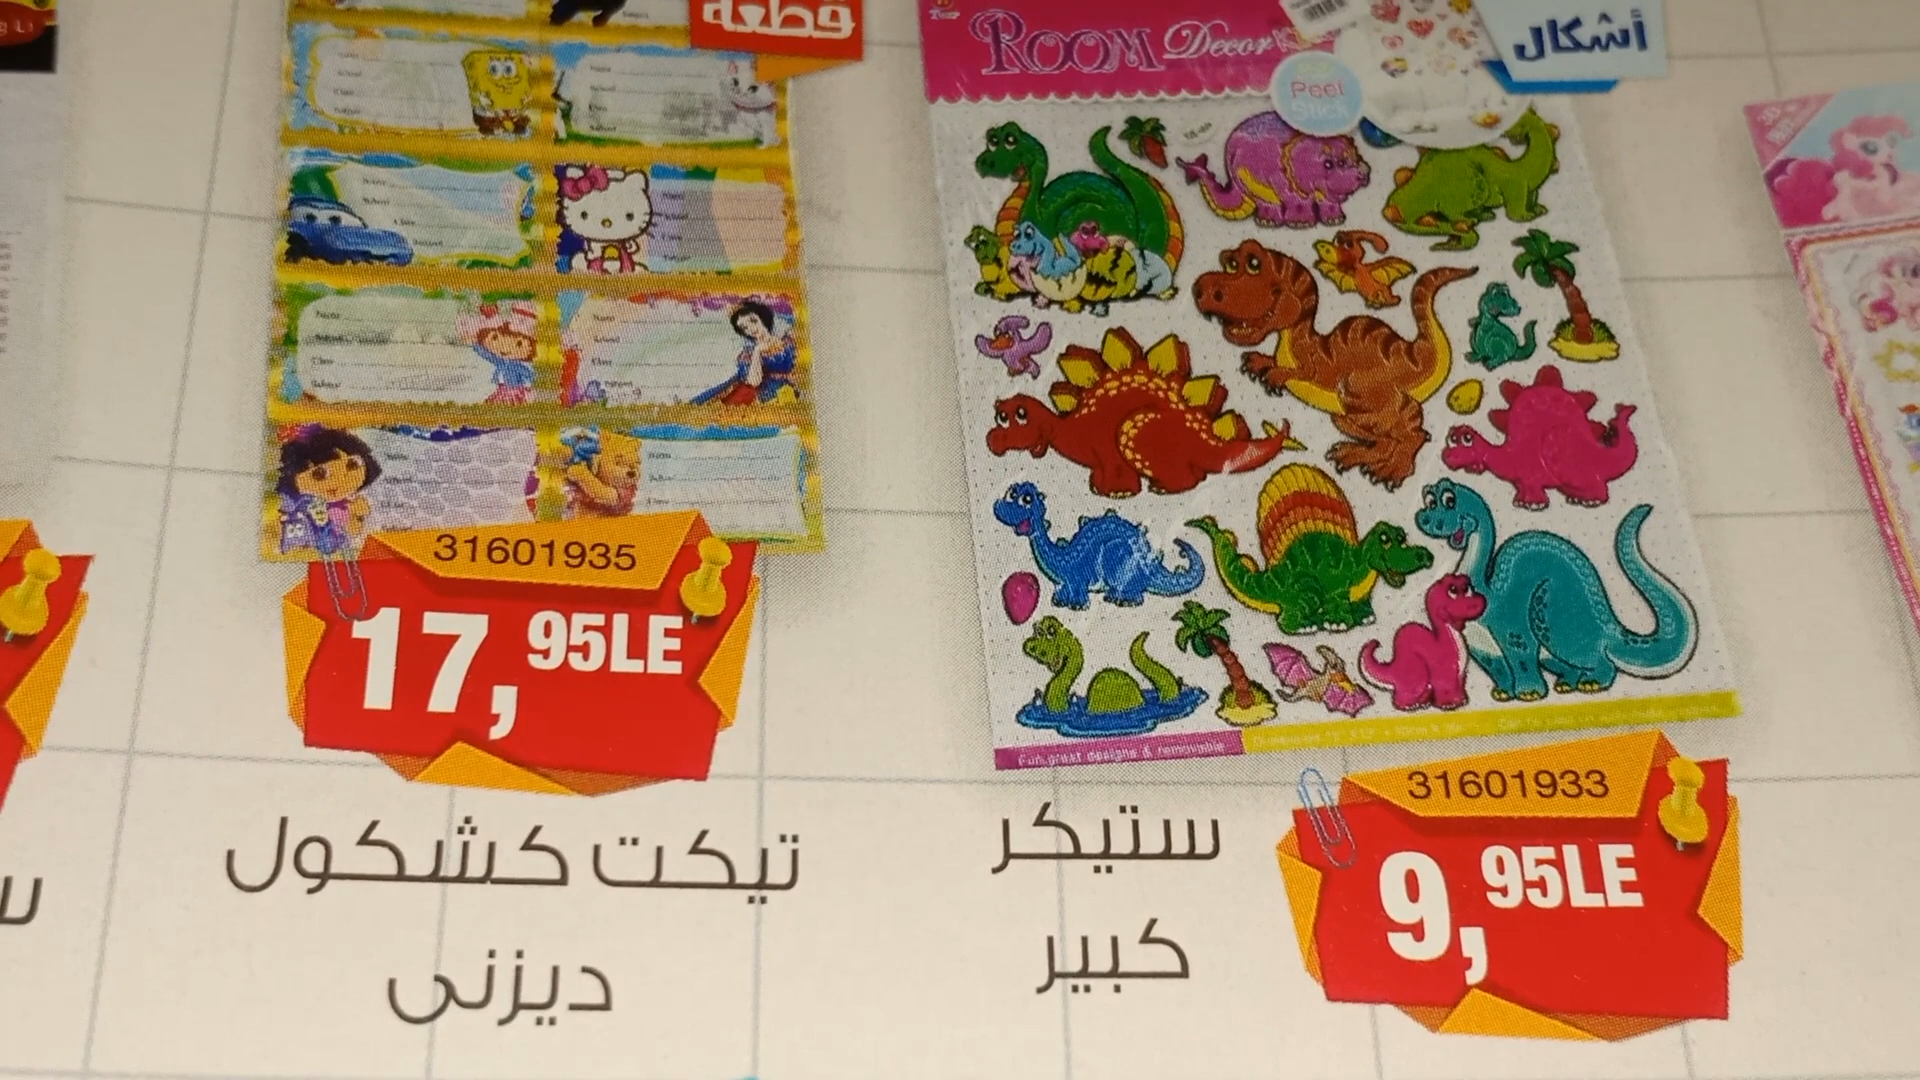 قطعة
31601935
17,95LE
تيكت كشكول
ديزنى
ROOM Decor
Peel
Stick
أشكال
Fun,great designs & removable
31601933
9,95LE
ستيكر
كبير